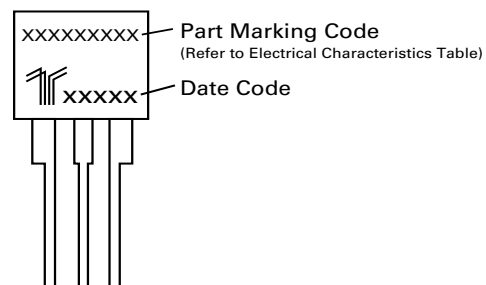 xxxxxxxxx
Part Marking Code
(Refer to Electrical Characteristics Table)
xxxxx
Date Code